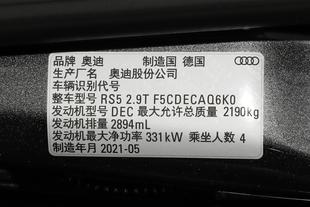 品牌 奥迪 制造国 德国
生产厂名 奥迪股份公司
车辆识别代号
整车型号 RS5 2.9T F5CDECAQ6K0
发动机型号 DEC 最大允许总质量 2190kg
发动机排量 2894mL
发动机最大净功率 331kW 乘坐人数 4
制造年月 2021-05